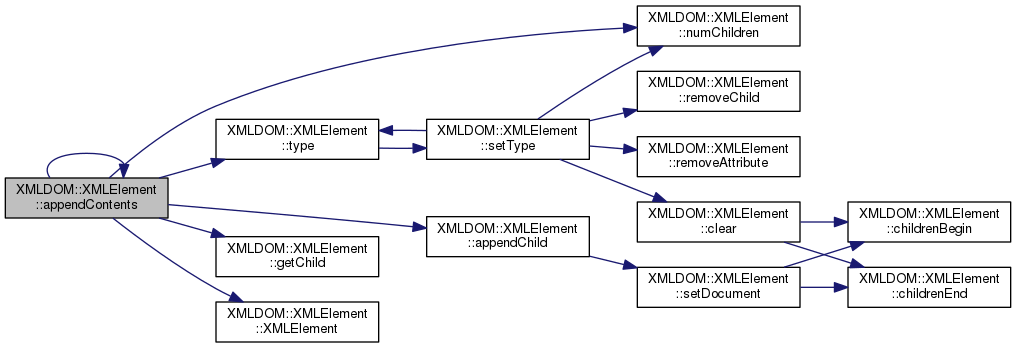 XMLDOM::XMLElement
::numChildren
XMLDOM::XMLElement
::removeChild
XMLDOM::XMLElement
::type
XMLDOM::XMLElement
::setType
XMLDOM::XMLElement
::removeAttribute
XMLDOM::XMLElement
::appendContents
XMLDOM::XMLElement
::clear
XMLDOM::XMLElement
::childrenBegin
XMLDOM::XMLElement
::appendChild
XMLDOM::XMLElement
::getChild
XMLDOM::XMLElement
::setDocument
XMLDOM::XMLElement
::childrenEnd
XMLDOM::XMLElement
::XMLElement